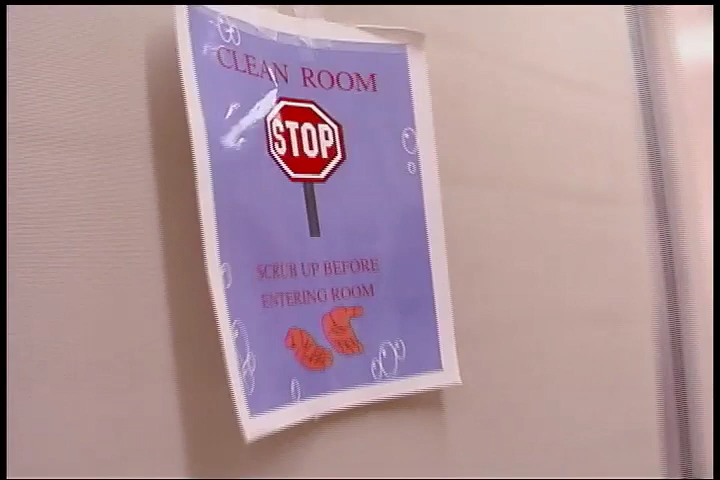 CLEAN ROOM
STOP
SCRUB UP BEFORE
ENTERING ROOM